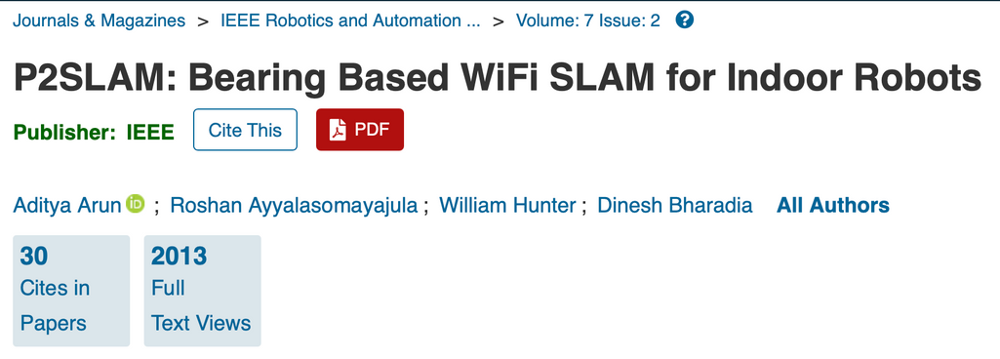 Journals & Magazines > IEEE Robotics and Automation ... > Volume: 7 Issue: 2 ?
P2SLAM: Bearing Based WiFi SLAM for Indoor Robots
Publisher: IEEE Cite This PDF
Aditya Arun iD ; Roshan Ayyalasomayajula ; William Hunter ; Dinesh Bharadia All Authors
30 2013
Cites in Full
Papers Text Views